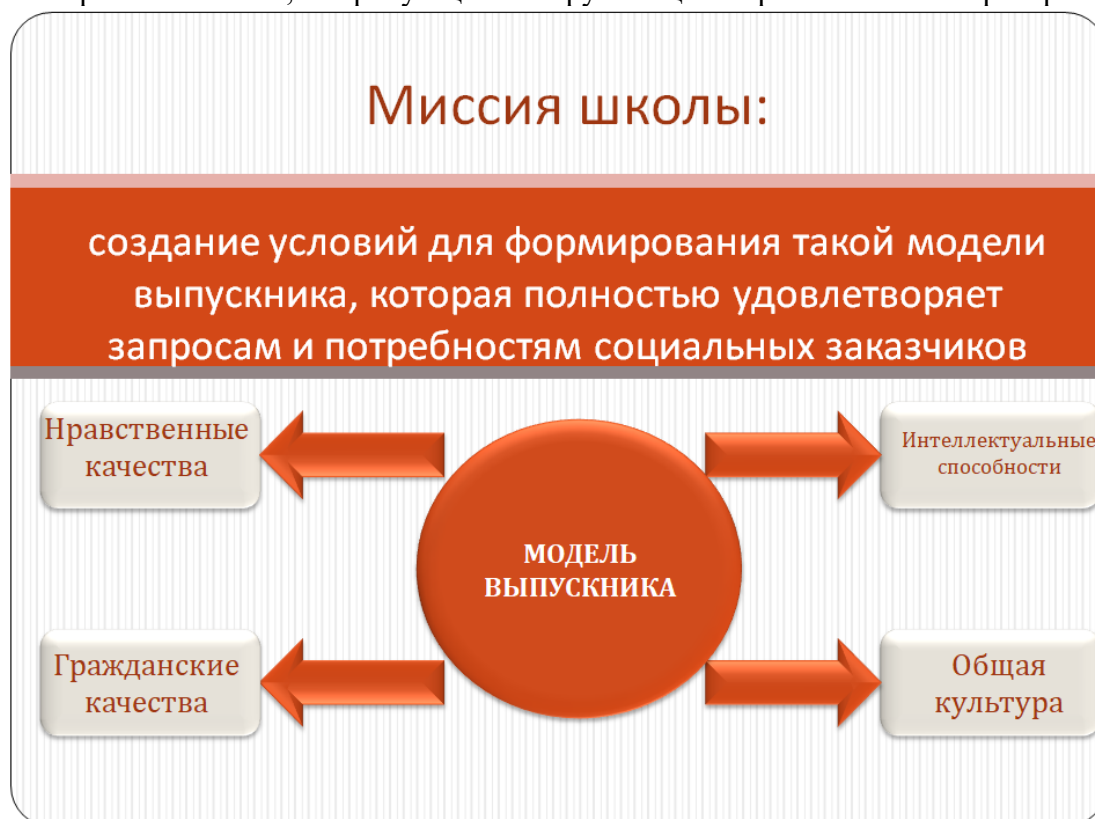 Миссия школы:
создание условий для формирования такой модели
выпускника, которая полностью удовлетворяет
запросам и потребностям социальных заказчиков
Нравственные
качества
Интеллектуальные
способности
МОДЕЛЬ
ВЫПУСКНИКА
Гражданские
качества
Общая
культура